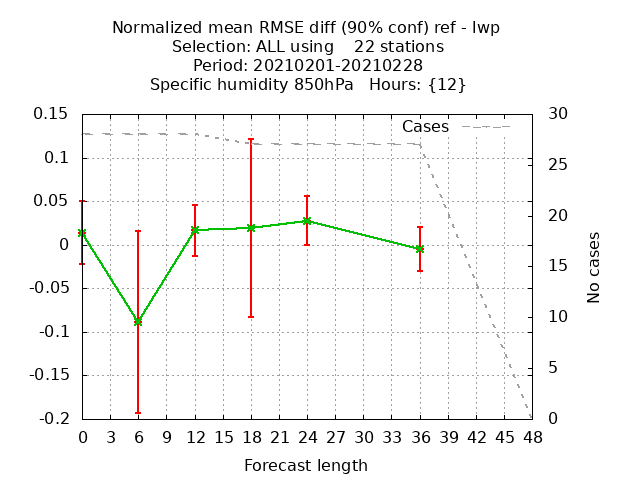 Normalized mean RMSE diff (90% conf) ref - lwp
Selection: ALL using    22 stations
Period: 20210201-20210228
Specific humidity 850hPa   Hours: {12}
Cases
0.15
0.1
0.05
0
-0.05
-0.1
-0.15
-0.2
30
25
20
15
10
5
0
No cases
0 3 6 9 12 15 18 21 24 27 30 33 36 39 42 45 48
Forecast length